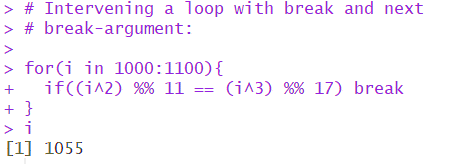 > # Intervening a loop with break and next
> # break-argument:
>
> for(i in 1000:1100){
+   if((i^2) %% 11 == (i^3) %% 17) break
+ }
> i
[1] 1055